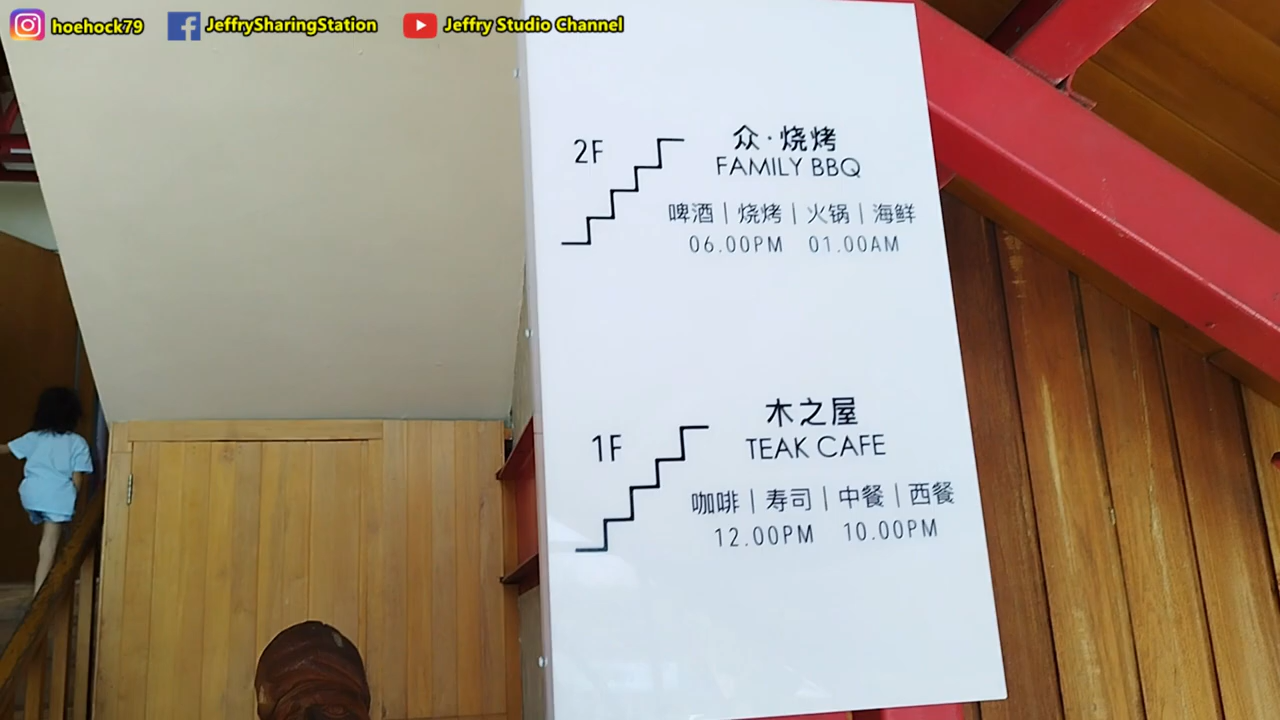 hoehock79 JeffrySharingStation Jeffry Studio Channel
2F
众·烧烤
FAMILY BBQ
啤酒｜烧烤｜火锅｜海鲜
06.00PM 01.00AM
1F
木之屋
TEAK CAFE
咖啡｜寿司｜中餐｜西餐
12.00PM 10.00PM